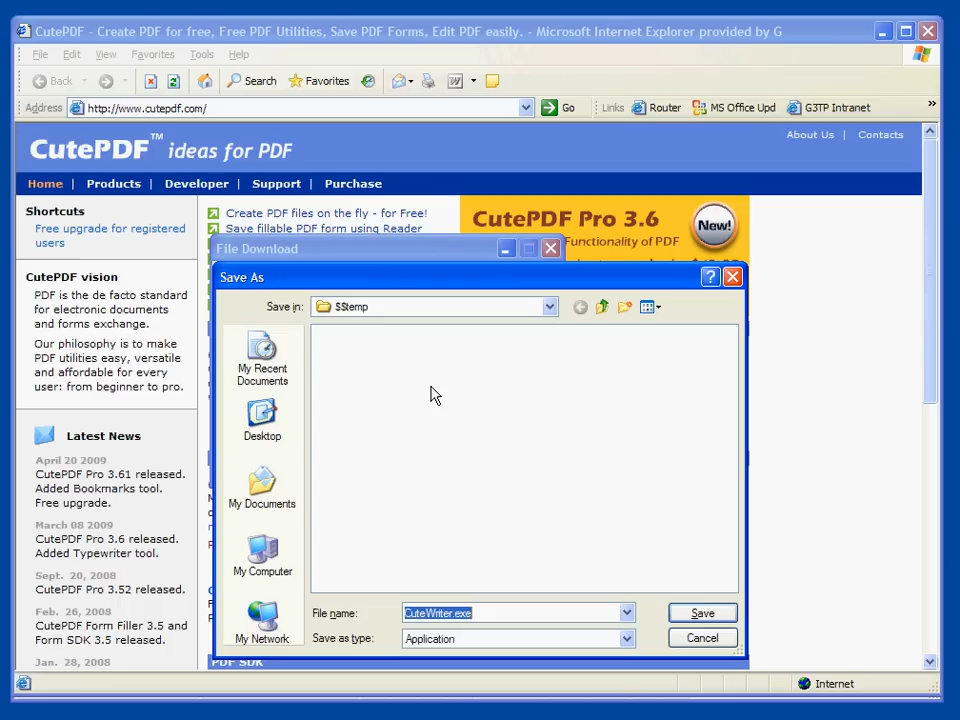 CutePDF - Create PDF for free, Free PDF Utilities, Save PDF Forms, Edit PDF easily. - Microsoft Internet Explorer provided by G
File Edit View Favorites Tools Help
Back Search Favorites
Address http://www.cutepdf.com/ Go Links Router MS Office Upd G3TP Intranet »
CutePDF™ ideas for PDF
About Us | Contacts
Home | Products | Developer | Support | Purchase
Shortcuts
Free upgrade for registered
users
CutePDF vision
PDF is the de facto standard
for electronic documents
and forms exchange.
Our philosophy is to make
PDF utilities easy, versatile
and affordable for every
user: from beginner to pro.
Latest News
April 20 2009
CutePDF Pro 3.61 released.
Added Bookmarks tool.
Free upgrade.
March 08 2009
CutePDF Pro 3.6 released.
Added Typewriter tool.
Sept. 20, 2008
CutePDF Pro 3.52 released.
Feb. 26, 2008
CutePDF Form Filler 3.5 and
Form SDK 3.5 released.
Jan. 28, 2008
Create PDF files on the fly - for Free!
Save fillable PDF form using Reader
CutePDF Pro 3.6
New!
Functionality of PDF
File Download
Save As
Save in: $$temp
My Recent
Documents
Desktop
My Documents
My Computer
My Network
File name: CuteWriter.exe Save
Save as type: Application Cancel
PDF SDK
Internet